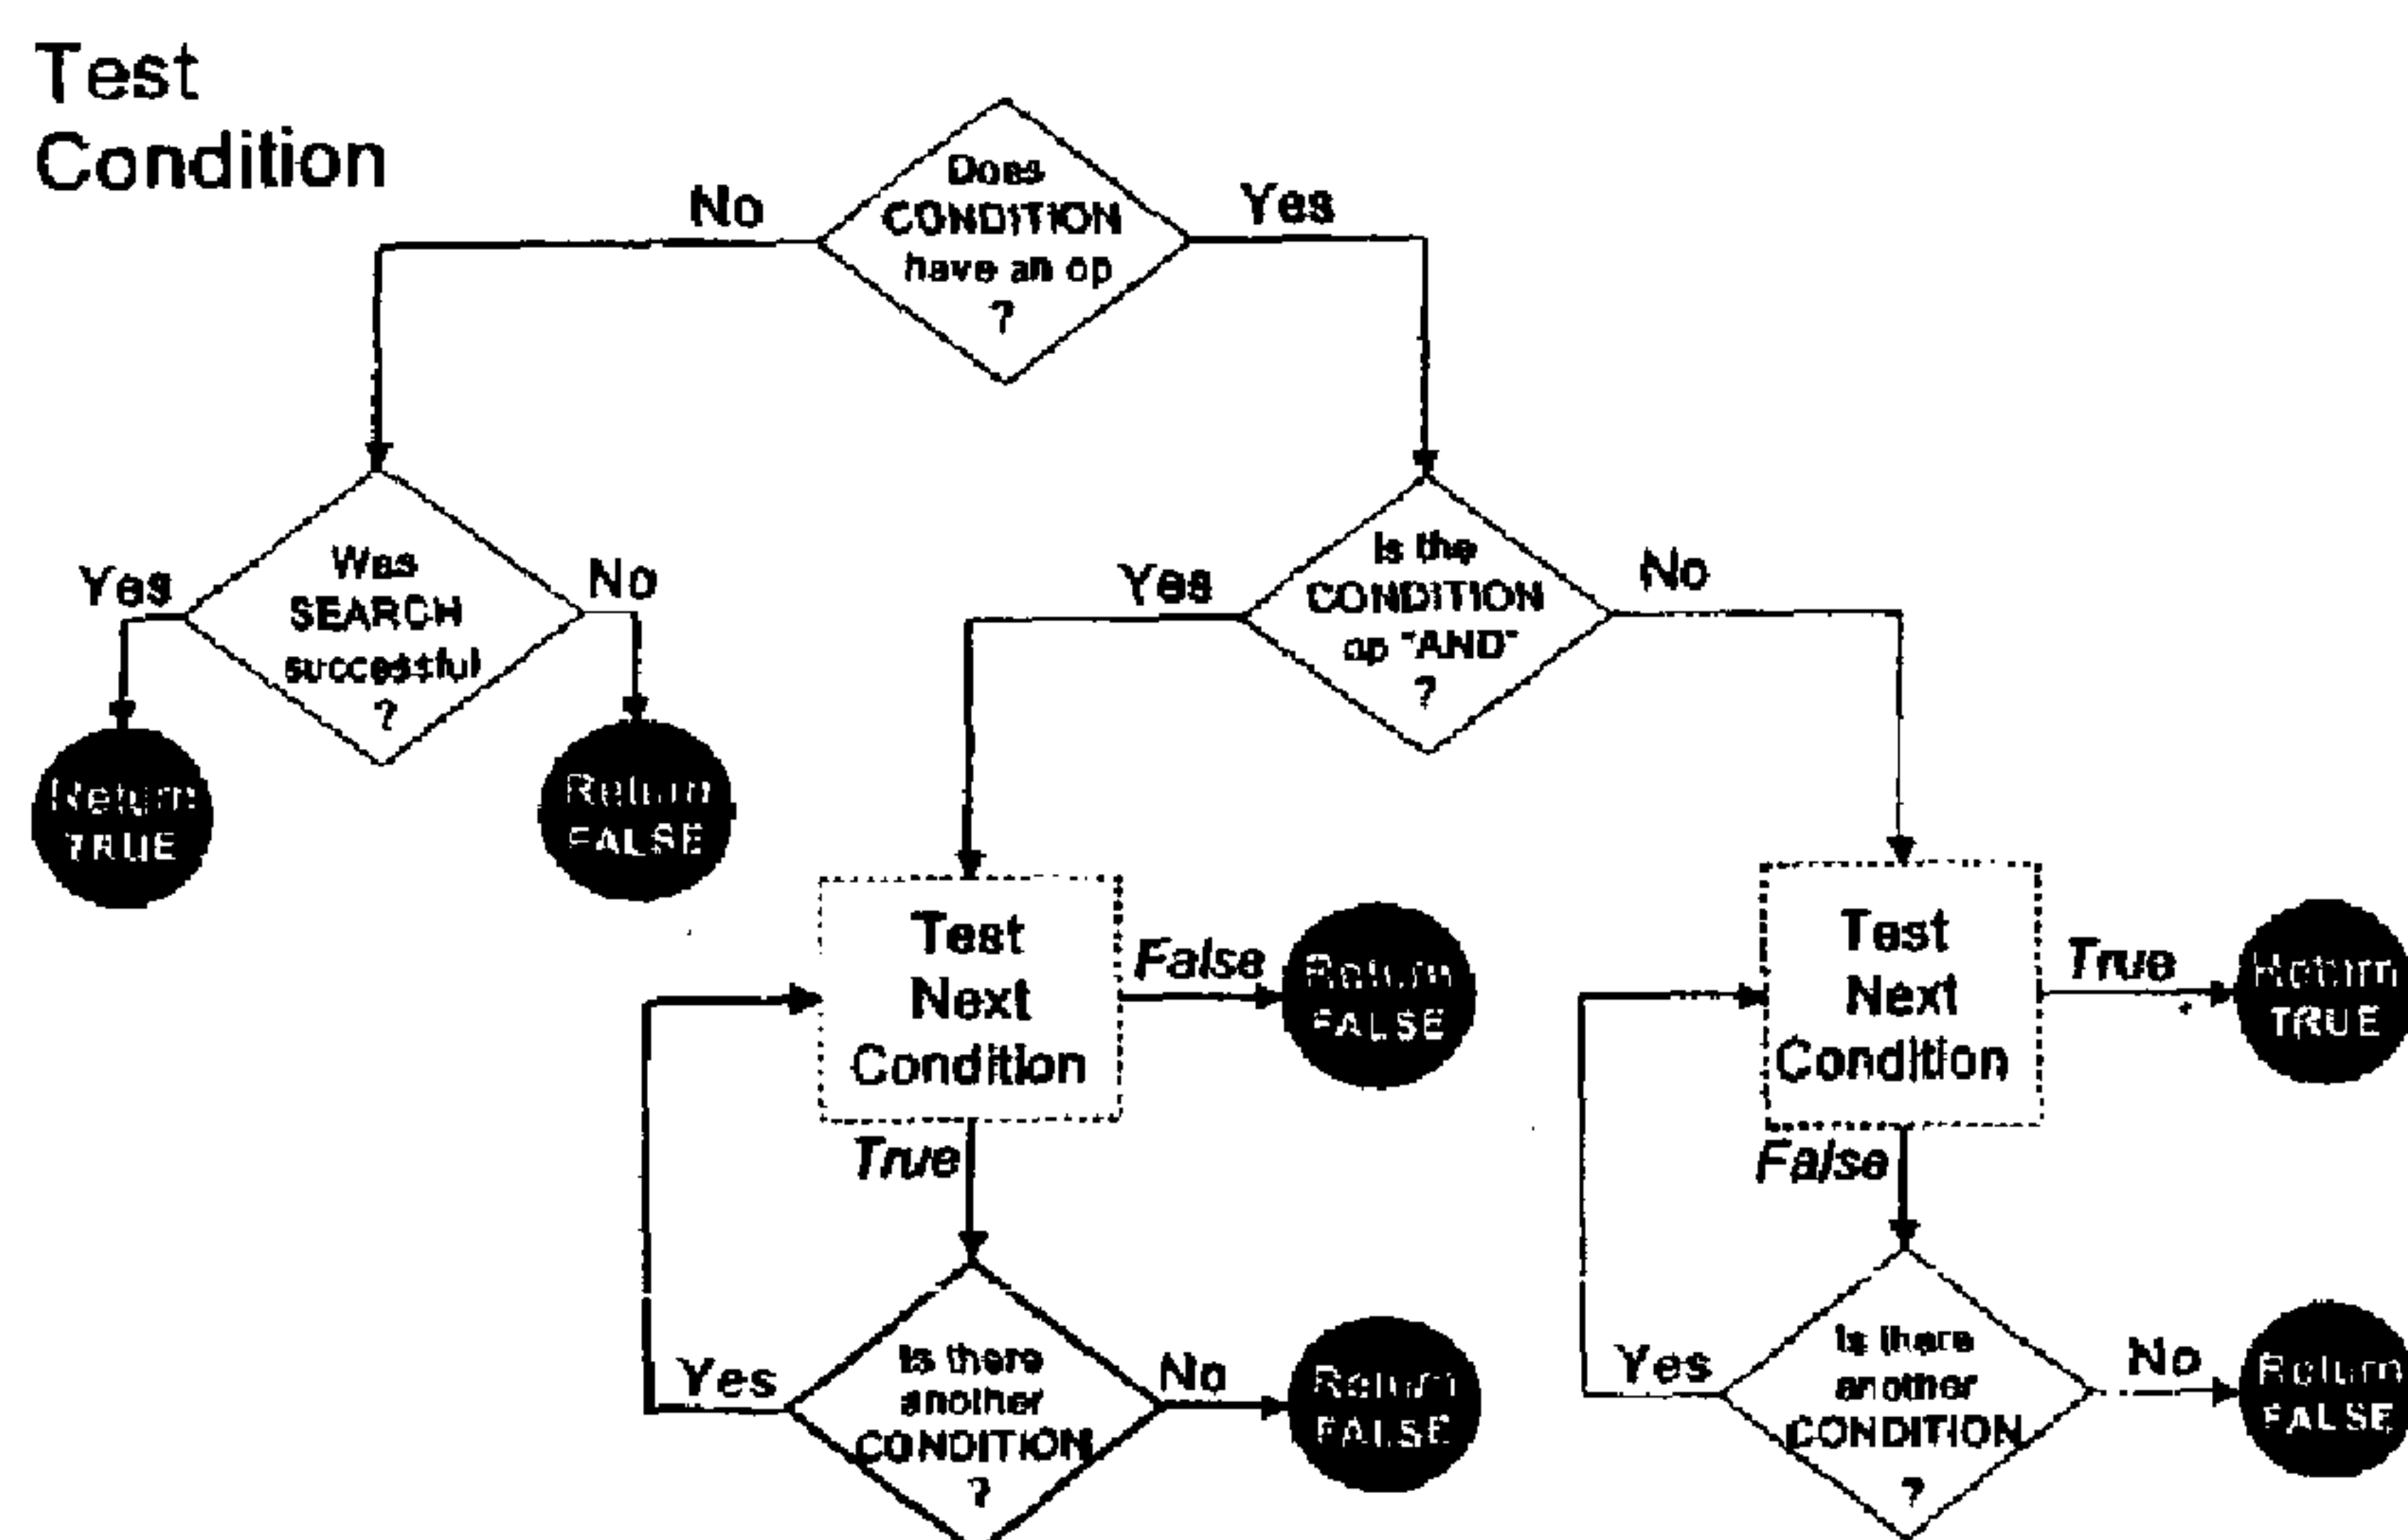 Test
Condition
Does
CONDITION
have an op
?
No
Yes
Was
SEARCH
successful
?
Yes
No
Return
TRUE
Return
FALSE
Is the
CONDITION
op "AND"
?
Yes
No
Test
Next
Condition
False
Return
FALSE
True
Is there
another
CONDITION
?
Yes
No
Return
FALSE
Test
Next
Condition
True
Return
TRUE
False
Is there
another
CONDITION
?
Yes
No
Return
FALSE